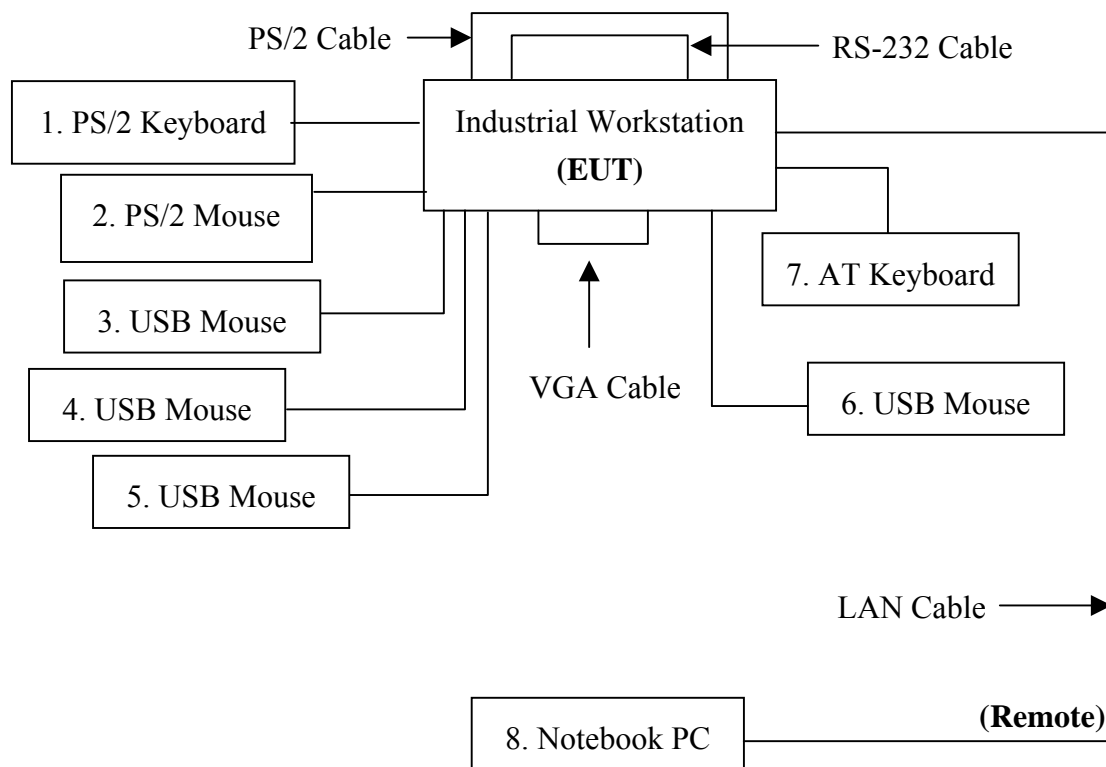 PS/2 Cable
RS-232 Cable
1. PS/2 Keyboard
Industrial Workstation
(EUT)
2. PS/2 Mouse
7. AT Keyboard
3. USB Mouse
VGA Cable
4. USB Mouse
6. USB Mouse
5. USB Mouse
LAN Cable
(Remote)
8. Notebook PC